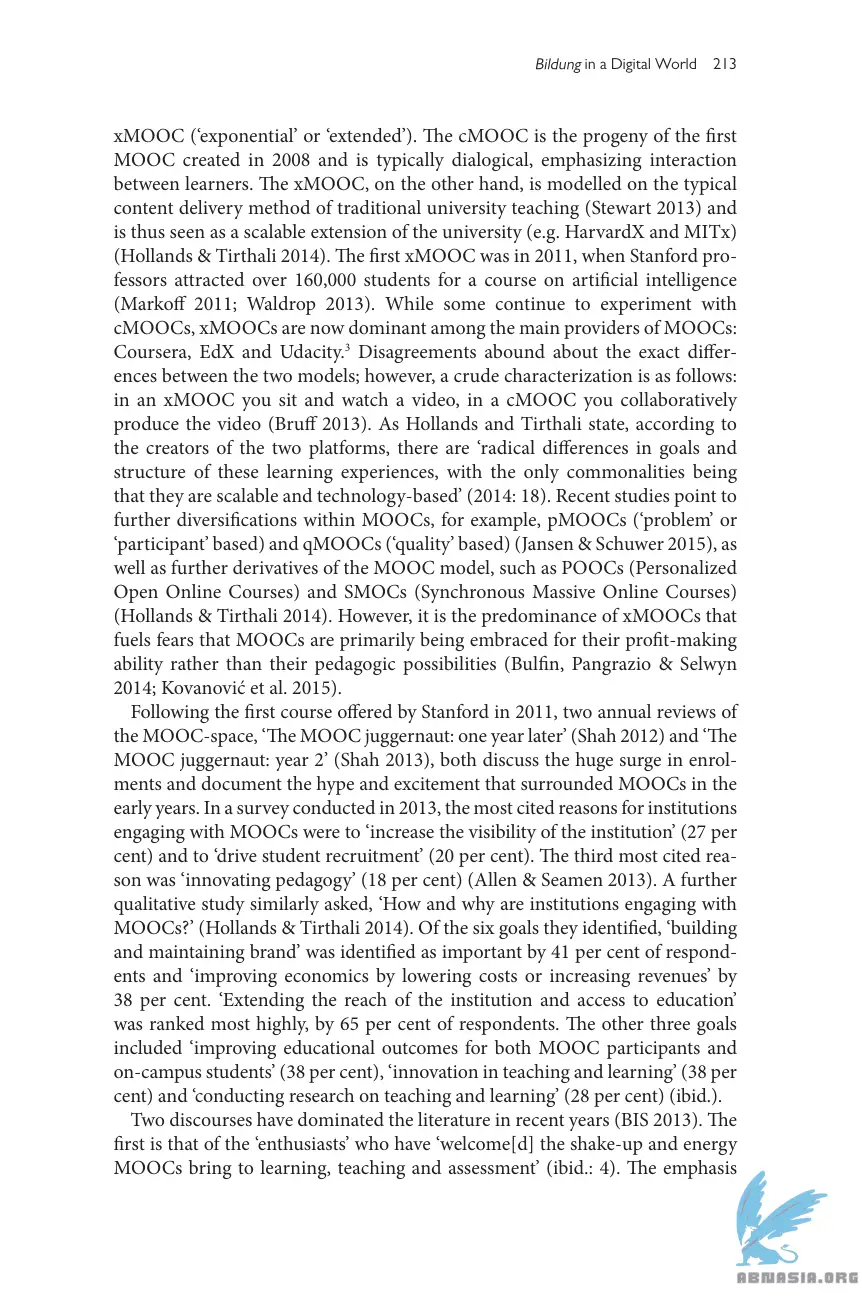 Bildung in a Digital World 213
xMOOC (‘exponential’ or ‘extended’). The cMOOC is the progeny of the first
MOOC created in 2008 and is typically dialogical, emphasizing interaction
between learners. The xMOOC, on the other hand, is modelled on the typical
content delivery method of traditional university teaching (Stewart 2013) and
is thus seen as a scalable extension of the university (e.g. HarvardX and MITx)
(Hollands & Tirthali 2014). The first xMOOC was in 2011, when Stanford pro-
fessors attracted over 160,000 students for a course on artificial intelligence
(Markoff 2011; Waldrop 2013). While some continue to experiment with
cMOOCs, xMOOCs are now dominant among the main providers of MOOCs:
Coursera, EdX and Udacity.³ Disagreements abound about the exact differ-
ences between the two models; however, a crude characterization is as follows:
in an xMOOC you sit and watch a video, in a cMOOC you collaboratively
produce the video (Bruff 2013). As Hollands and Tirthali state, according to
the creators of the two platforms, there are ‘radical differences in goals and
structure of these learning experiences, with the only commonalities being
that they are scalable and technology-based’ (2014: 18). Recent studies point to
further diversifications within MOOCs, for example, pMOOCs (‘problem’ or
‘participant’ based) and qMOOCs (‘quality’ based) (Jansen & Schuwer 2015), as
well as further derivatives of the MOOC model, such as POOCs (Personalized
Open Online Courses) and SMOCs (Synchronous Massive Online Courses)
(Hollands & Tirthali 2014). However, it is the predominance of xMOOCs that
fuels fears that MOOCs are primarily being embraced for their profit-making
ability rather than their pedagogic possibilities (Bulfin, Pangrazio & Selwyn
2014; Kovanović et al. 2015).
Following the first course offered by Stanford in 2011, two annual reviews of
the MOOC-space, ‘The MOOC juggernaut: one year later’ (Shah 2012) and ‘The
MOOC juggernaut: year 2’ (Shah 2013), both discuss the huge surge in enrol-
ments and document the hype and excitement that surrounded MOOCs in the
early years. In a survey conducted in 2013, the most cited reasons for institutions
engaging with MOOCs were to ‘increase the visibility of the institution’ (27 per
cent) and to ‘drive student recruitment’ (20 per cent). The third most cited rea-
son was ‘innovating pedagogy’ (18 per cent) (Allen & Seamen 2013). A further
qualitative study similarly asked, ‘How and why are institutions engaging with
MOOCs?’ (Hollands & Tirthali 2014). Of the six goals they identified, ‘building
and maintaining brand’ was identified as important by 41 per cent of respond-
ents and ‘improving economics by lowering costs or increasing revenues’ by
38 per cent. ‘Extending the reach of the institution and access to education’
was ranked most highly, by 65 per cent of respondents. The other three goals
included ‘improving educational outcomes for both MOOC participants and
on-campus students’ (38 per cent), ‘innovation in teaching and learning’ (38 per
cent) and ‘conducting research on teaching and learning’ (28 per cent) (ibid.).
Two discourses have dominated the literature in recent years (BIS 2013). The
first is that of the ‘enthusiasts’ who have ‘welcome[d] the shake-up and energy
MOOCs bring to learning, teaching and assessment’ (ibid.: 4). The emphasis
ABNASIA.ORG